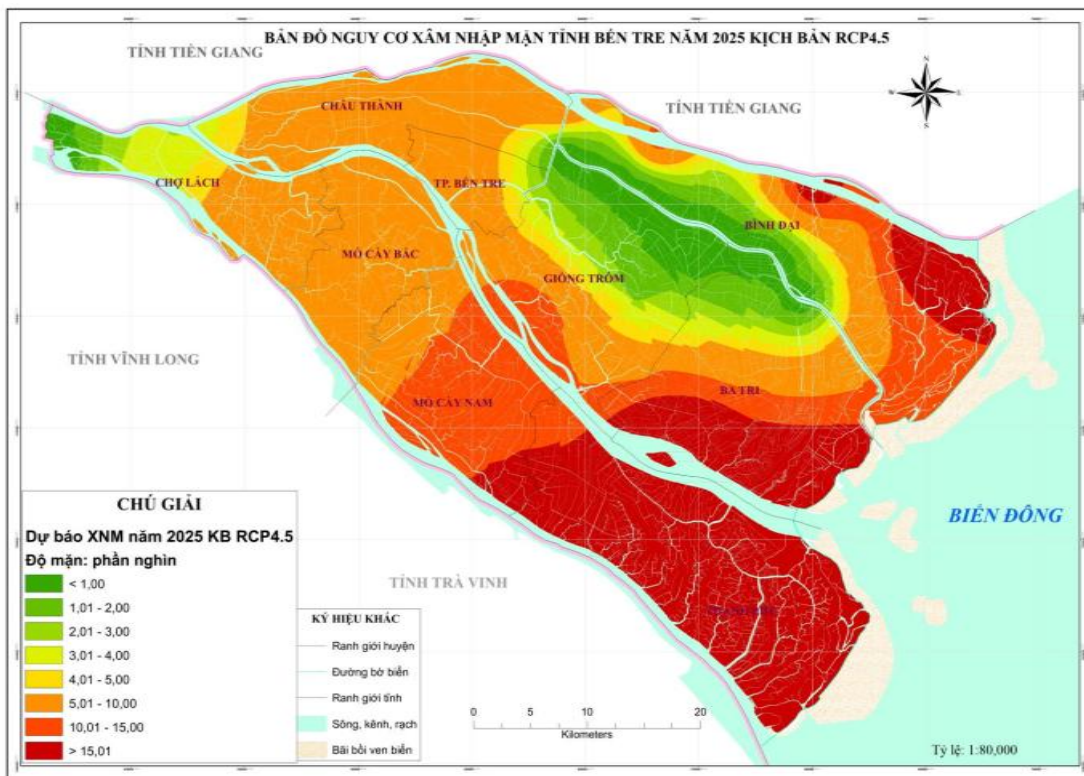 BẢN ĐỒ NGUY CƠ XÂM NHẬP MẶN TỈNH BẾN TRE NĂM 2025 KỊCH BẢN RCP4.5
TỈNH TIỀN GIANG
TỈNH TIỀN GIANG
N
W
E
S
CHÂU THÀNH
CHỢ LÁCH
TP. BẾN TRE
BÌNH ĐẠI
MỎ CÀY BẮC
GIỒNG TRÔM
TỈNH VĨNH LONG
BA TRI
MỎ CÀY NAM
BIỂN ĐÔNG
TỈNH TRÀ VINH
CHÚ GIẢI
Dự báo XNM năm 2025 KB RCP4.5
Độ mặn: phần nghìn
< 1,00
1,01 - 2,00
2,01 - 3,00
3,01 - 4,00
4,01 - 5,00
5,01 - 10,00
10,01 - 15,00
> 15,01
KÝ HIỆU KHÁC
Ranh giới huyện
Đường bờ biển
Ranh giới tỉnh
Sông, kênh, rạch
Bãi bồi ven biển
0 5 10 20
Kilometers
Tỷ lệ: 1:80,000